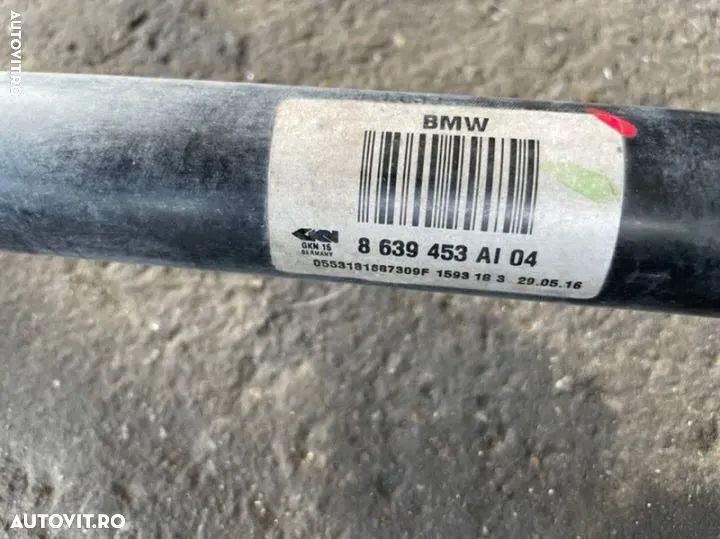 AUTOVIT.RO
BMW
GKN
GKN 15
GERMANY
8 639 453 AI 04
0553181687309F 1593 18 3 29.05.16
AUTOVIT.RO